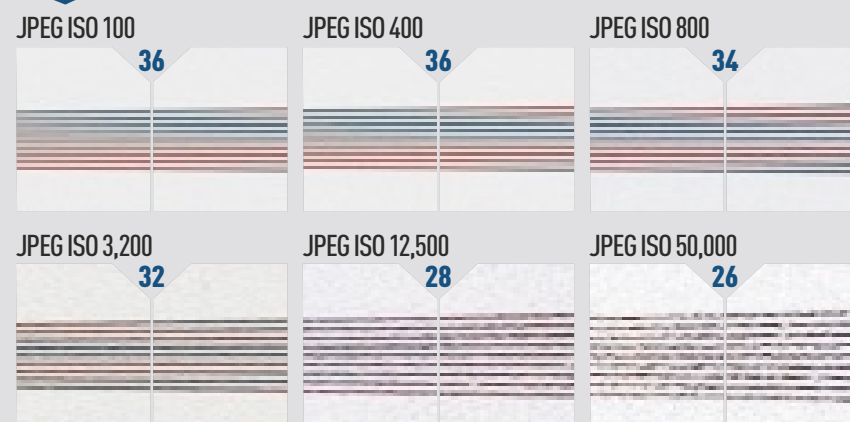 JPEG ISO 100
JPEG ISO 400
JPEG ISO 800
36
36
34
JPEG ISO 3,200
JPEG ISO 12,500
JPEG ISO 50,000
32
28
26